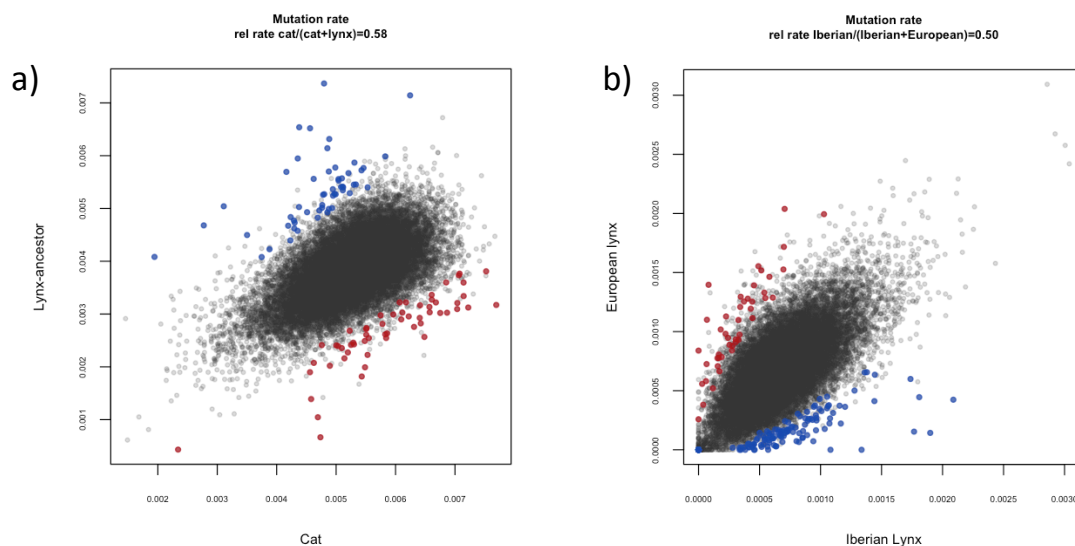 Mutation rate
rel rate cat/(cat+lynx)=0.58
a)
Lynx-ancestor
0.007
0.006
0.005
0.004
0.003
0.002
0.001
0.002
0.003
0.004
0.005
0.006
0.007
Cat
Mutation rate
rel rate Iberian/(Iberian+European)=0.50
b)
European lynx
0.0030
0.0025
0.0020
0.0015
0.0010
0.0005
0.0000
0.0000
0.0005
0.0010
0.0015
0.0020
0.0025
0.0030
Iberian Lynx